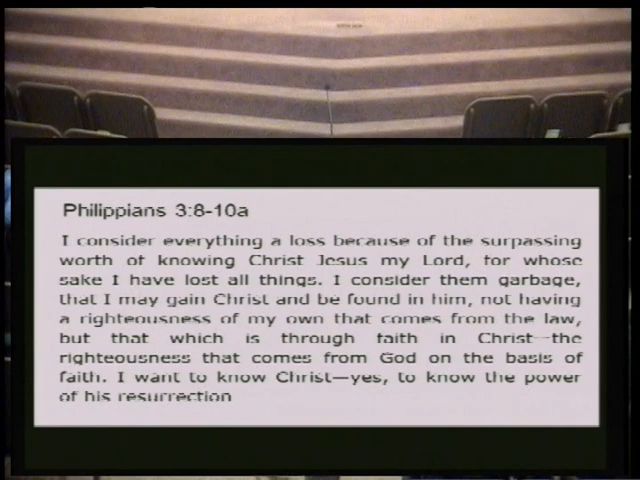 Philippians 3:8-10a
I consider everything a loss because of the surpassing
worth of knowing Christ Jesus my Lord, for whose
sake I have lost all things. I consider them garbage,
that I may gain Christ and be found in him, not having
a righteousness of my own that comes from the law,
but that which is through faith in Christ—the
righteousness that comes from God on the basis of
faith. I want to know Christ—yes, to know the power
of his resurrection